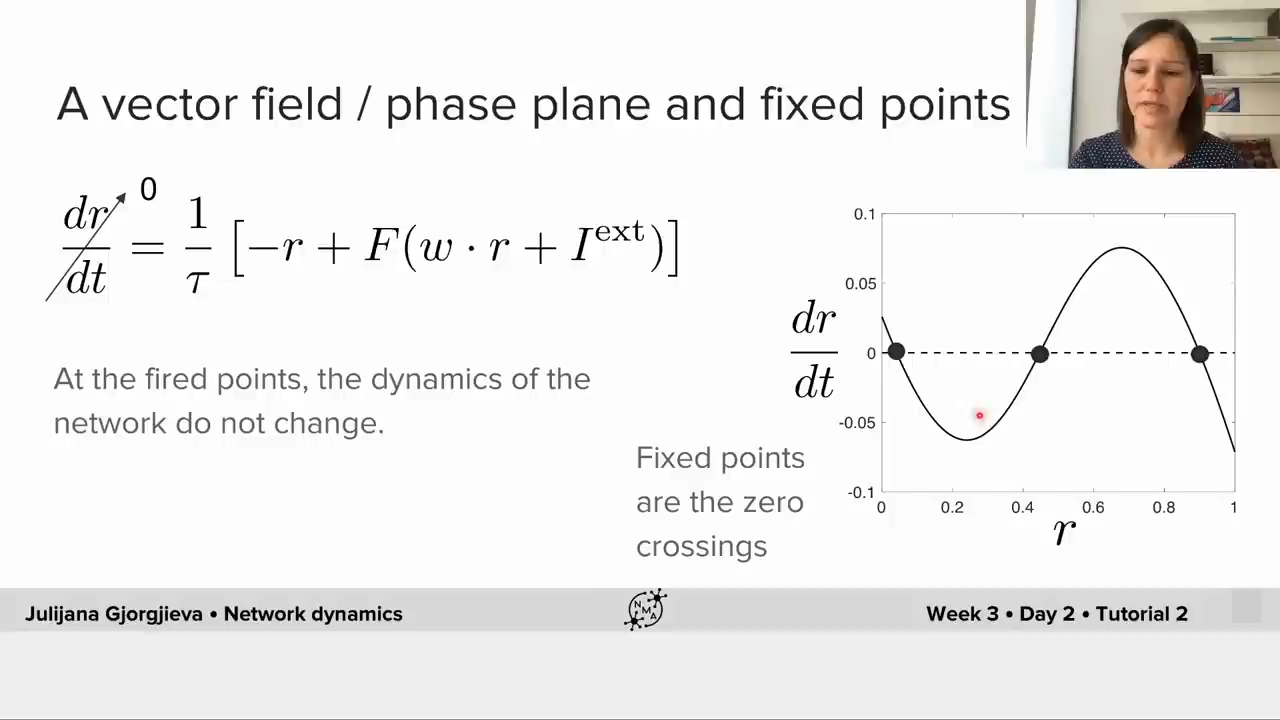 A vector field / phase plane and fixed points
0
dr/dt = 1/τ [−r + F(w · r + I^ext)]
At the fired points, the dynamics of the
network do not change.
Fixed points
are the zero
crossings
dr/dt
0.1
0.05
0
-0.05
-0.1
0 0.2 0.4 0.6 0.8 1
r
Julijana Gjorgjieva • Network dynamics
N
M
A
Week 3 • Day 2 • Tutorial 2